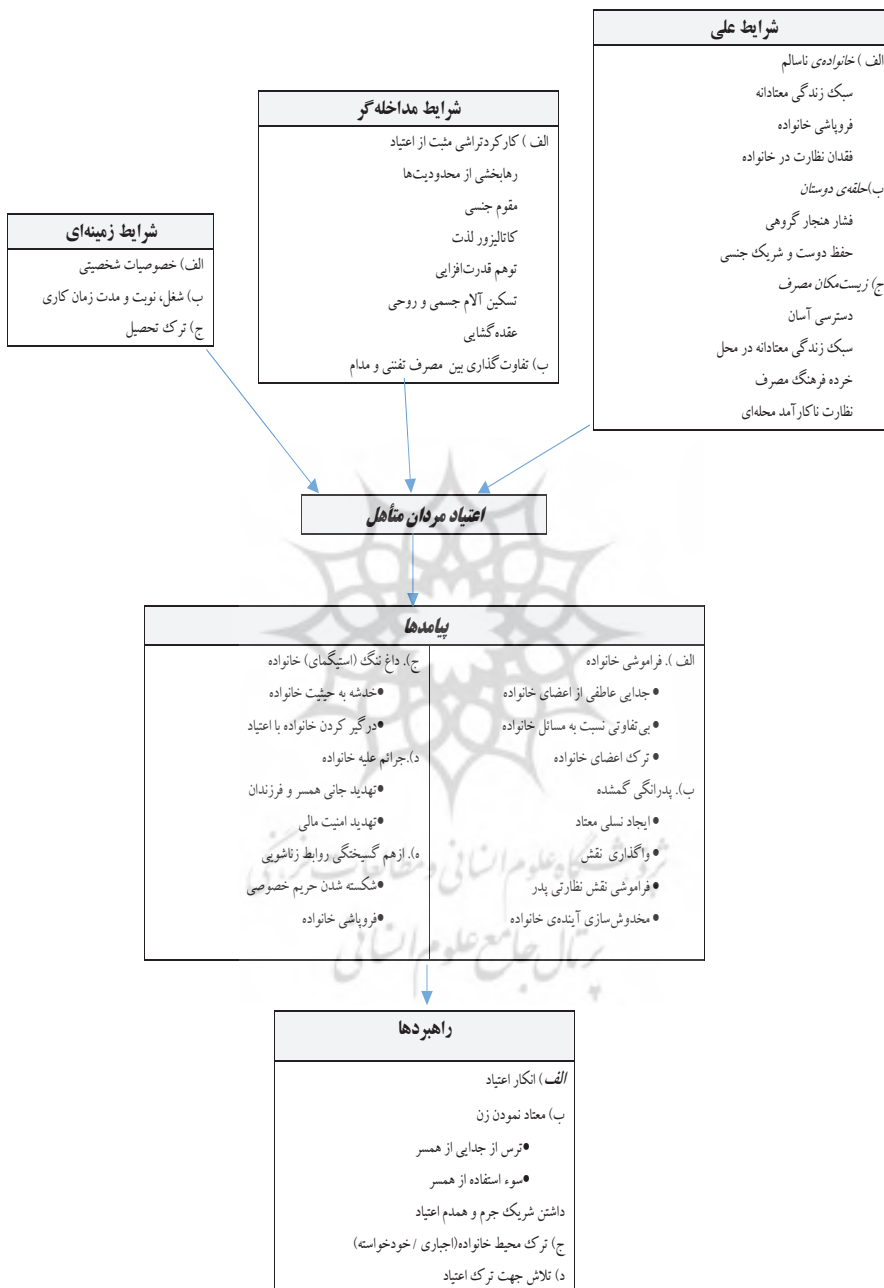 شرایط علی
الف ) خانواده‌ی ناسالم
سبک زندگی معتادانه
فروپاشی خانواده
فقدان نظارت در خانواده
ب)حلقه‌ی دوستان
فشار هنجار گروهی
حفظ دوست و شریک جنسی
ج) زیست‌مکان مصرف
دسترسی آسان
سبک زندگی معتادانه در محل
خرده فرهنگ مصرف
نظارت ناکارآمد محله‌ای
شرایط مداخله‌گر
الف ) کارکردتراشی مثبت از اعتیاد
رهابخشی از محدودیت‌ها
مقوم جنسی
کاتالیزور لذت
توهم قدرت‌افزایی
تسکین آلام جسمی و روحی
عقده‌گشایی
ب) تفاوت‌گذاری بین مصرف تفننی و مدام
شرایط زمینه‌ای
الف) خصوصیات شخصیتی
ب) شغل، نوبت و مدت زمان کاری
ج) ترک تحصیل
اعتیاد مردان متأهل
پیامدها
الف ). فراموشی خانواده
•جدایی عاطفی از اعضای خانواده
•بی‌تفاوتی نسبت به مسائل خانواده
•ترک اعضای خانواده
ب). پدرانگی گمشده
•ایجاد نسلی معتاد
•واگذاری نقش
•فراموشی نقش نظارتی پدر
•مخدوش‌سازی آینده‌ی خانواده
ج). داغ ننگ (استیگمای) خانواده
•خدشه به حیثیت خانواده
•درگیر کردن خانواده با اعتیاد
د).جرائم علیه خانواده
•تهدید جانی همسر و فرزندان
•تهدید امنیت مالی
ه). ازهم گسیختگی روابط زناشویی
•شکسته شدن حریم خصوصی
•فروپاشی خانواده
پژوهشگاه علوم انسانی و مطالعات فرهنگی
پرتال جامع علوم انسانی
راهبردها
الف) انکار اعتیاد
ب) معتاد نمودن زن
•ترس از جدایی از همسر
•سوء استفاده از همسر
داشتن شریک جرم و همدم اعتیاد
ج) ترک محیط خانواده(اجباری / خودخواسته)
د) تلاش جهت ترک اعتیاد